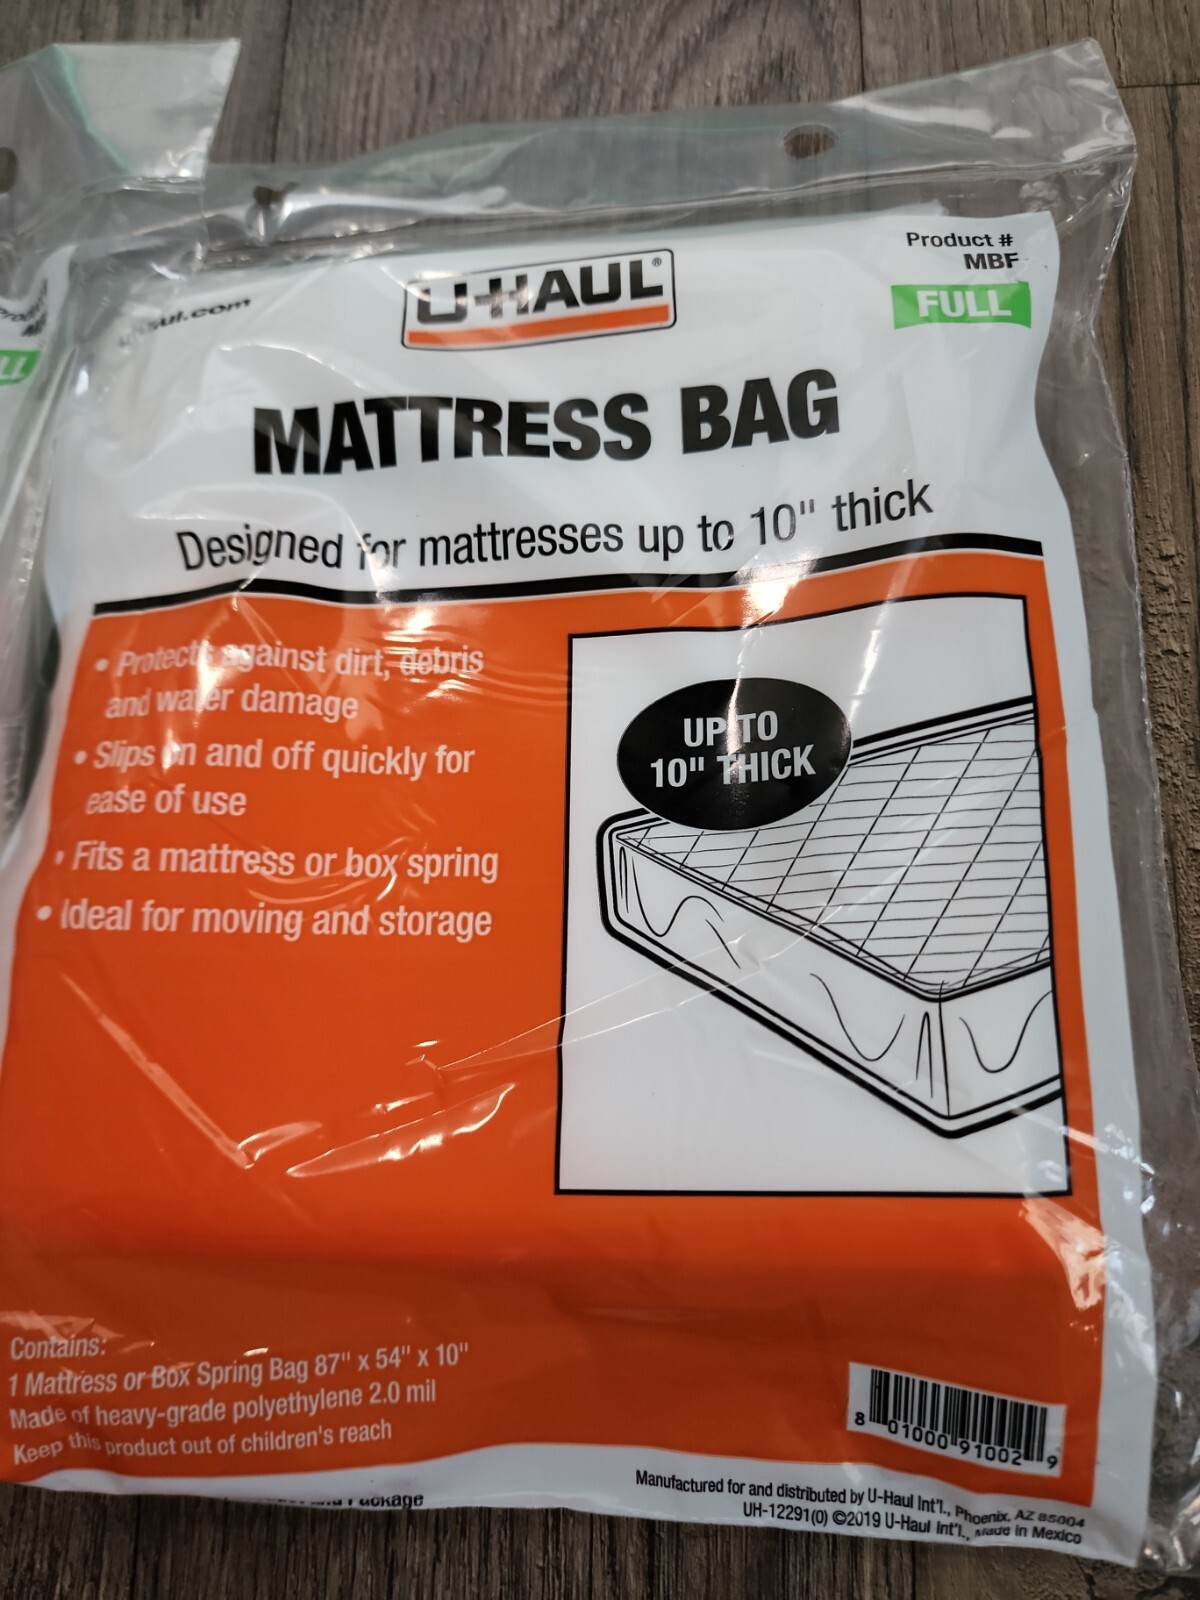 Product #
MBF
FULL
U-HAUL®
MATTRESS BAG
Designed for mattresses up to 10" thick
• Protects against dirt, debris
and water damage
• Slips on and off quickly for
ease of use
• Fits a mattress or box spring
• Ideal for moving and storage
UP TO
10" THICK
Contains:
1 Mattress or Box Spring Bag 87" x 54" x 10"
Made of heavy-grade polyethylene 2.0 mil
Keep this product out of children's reach
8 01000 91002 9
Manufactured for and distributed by U-Haul Int'l., Phoenix, AZ 85004
UH-12291(0) ©2019 U-Haul Int'l., Made in Mexico